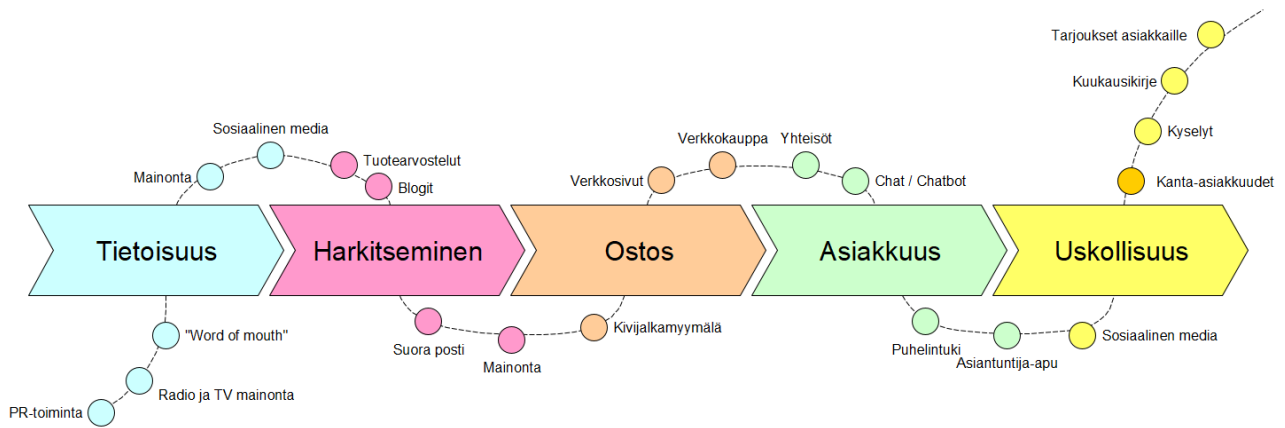 Tarjoukset asiakkaille
Kuukausikirje
Kyselyt
Kanta-asiakkuudet
Sosiaalinen media
Mainonta
Tuotearvostelut
Blogit
Verkkokauppa
Yhteisöt
Verkkosivut
Chat / Chatbot
Tietoisuus
Harkitseminen
Ostos
Asiakkuus
Uskollisuus
"Word of mouth"
Radio ja TV mainonta
PR-toiminta
Suora posti
Mainonta
Kivijalkamyymälä
Puhelintuki
Asiantuntija-apu
Sosiaalinen media